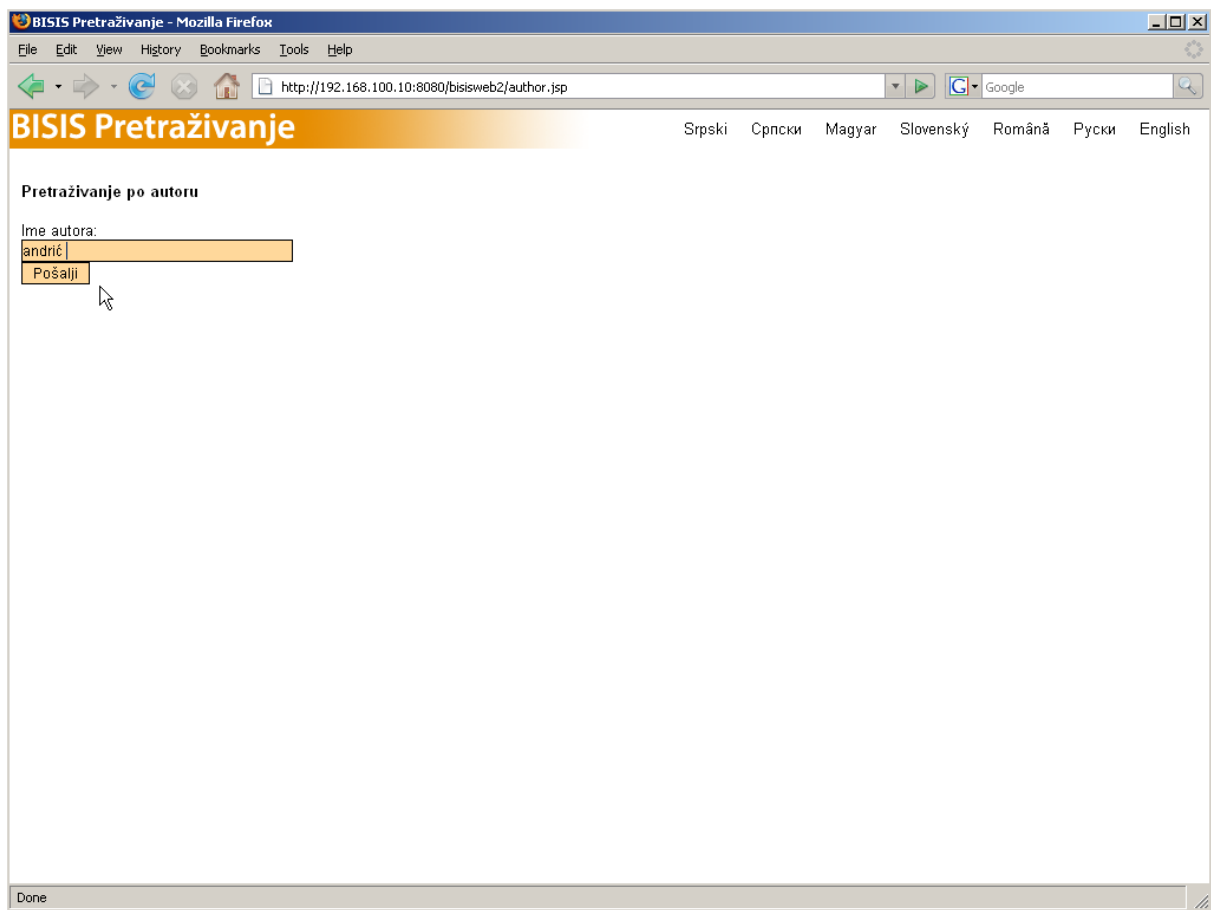 BISIS Pretraživanje - Mozilla Firefox
File Edit View History Bookmarks Tools Help
http://192.168.100.10:8080/bisisweb2/author.jsp G Google
BISIS Pretraživanje Srpski Српски Magyar Slovenský Română Руски English
Pretraživanje po autoru
Ime autora:
andrić
Pošalji
Done